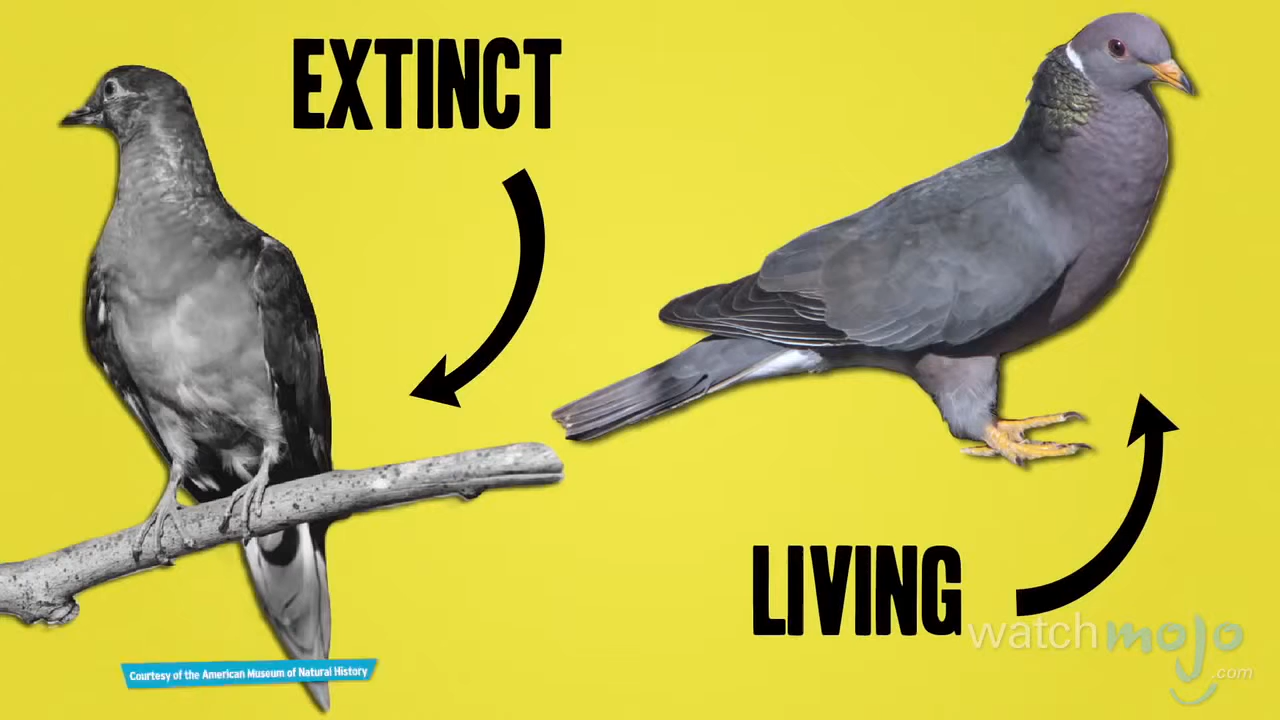 EXTINCT
LIVING
watchmojo
.com
Courtesy of the American Museum of Natural History